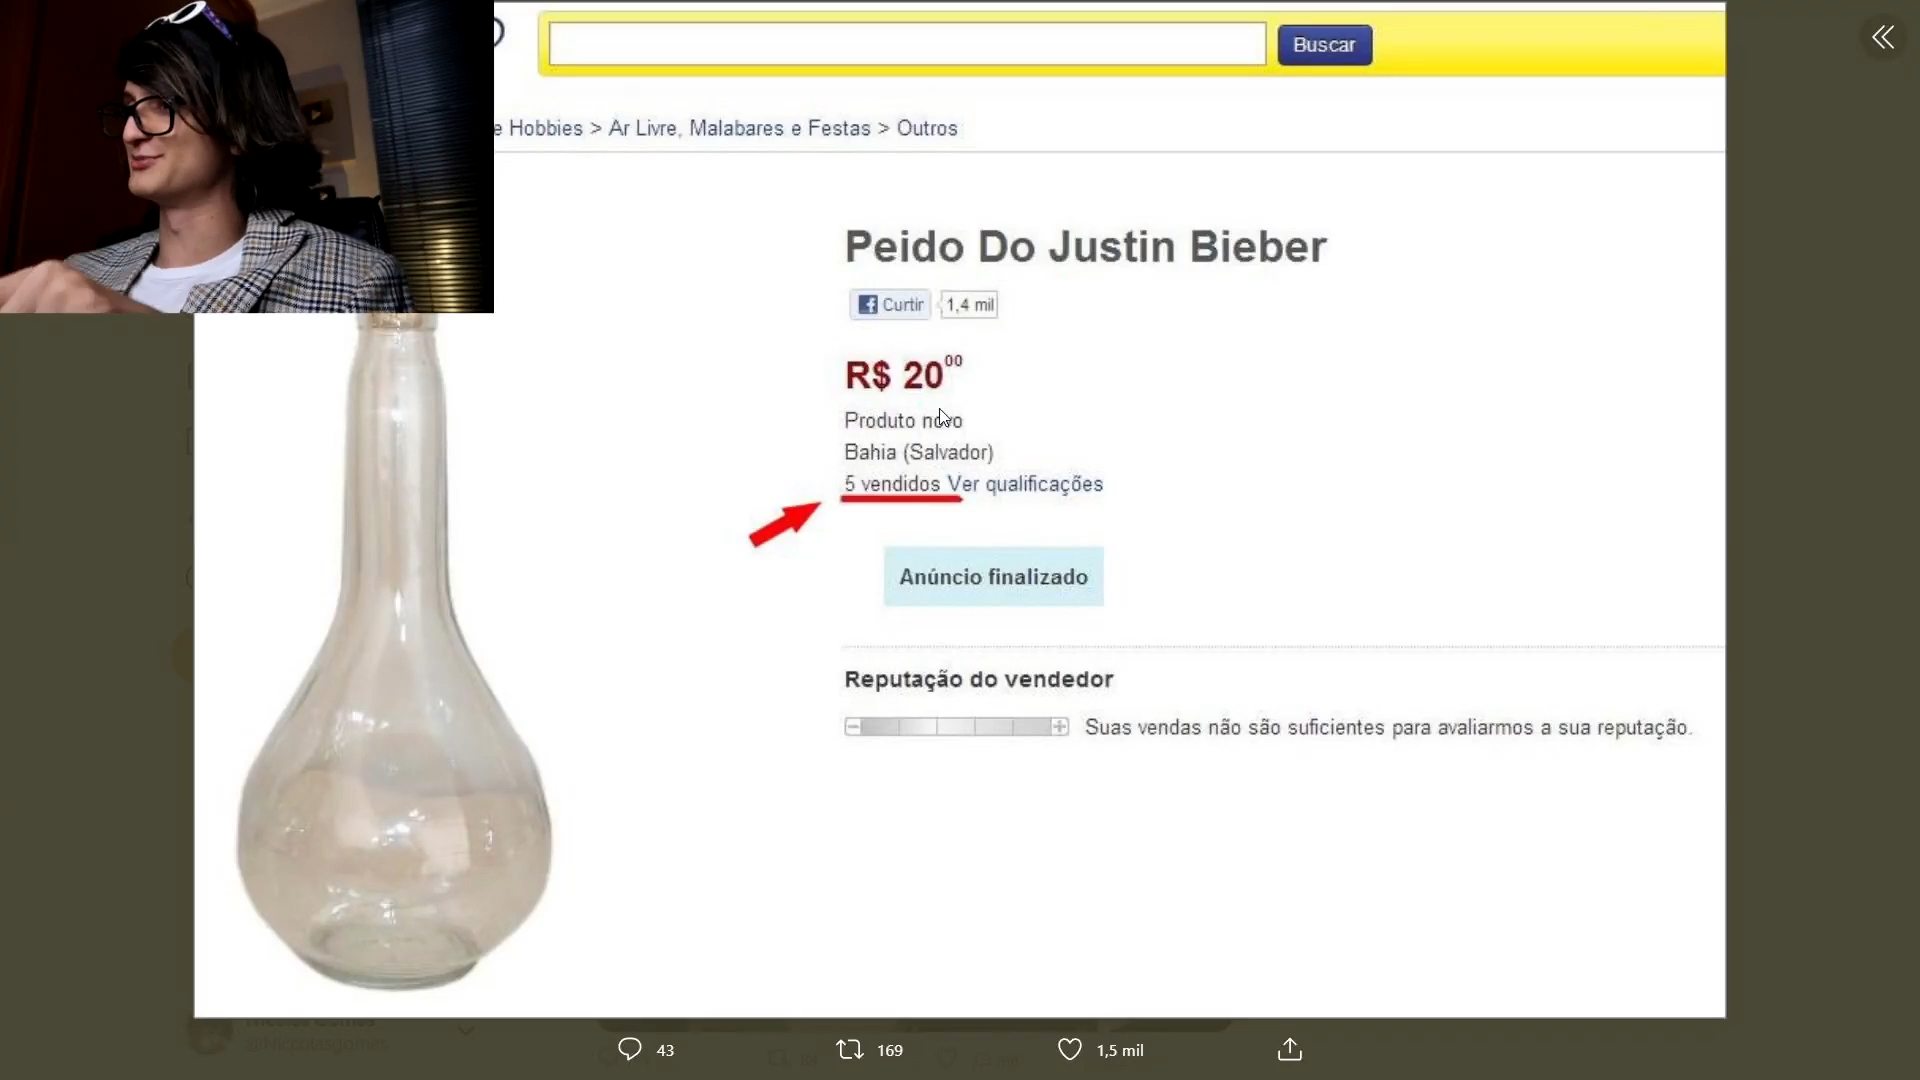 Buscar
e Hobbies > Ar Livre, Malabares e Festas > Outros
Peido Do Justin Bieber
Curtir 1,4 mil
R$ 2000
Produto novo
Bahia (Salvador)
5 vendidos Ver qualificações
Anúncio finalizado
Reputação do vendedor
Suas vendas não são suficientes para avaliarmos a sua reputação.
43 169 1,5 mil